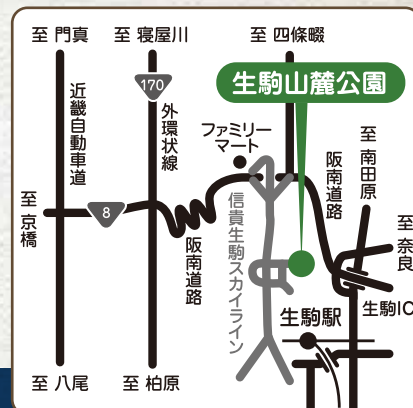 至 門真
至 寝屋川
至 四條畷
170
生駒山麓公園
近畿自動車道
外環状線
ファミリー
マート
至 南田原
阪南道路
至 京橋
8
阪南道路
信貴生駒スカイライン
至 奈良
生駒IC
生駒駅
至 八尾
至 柏原